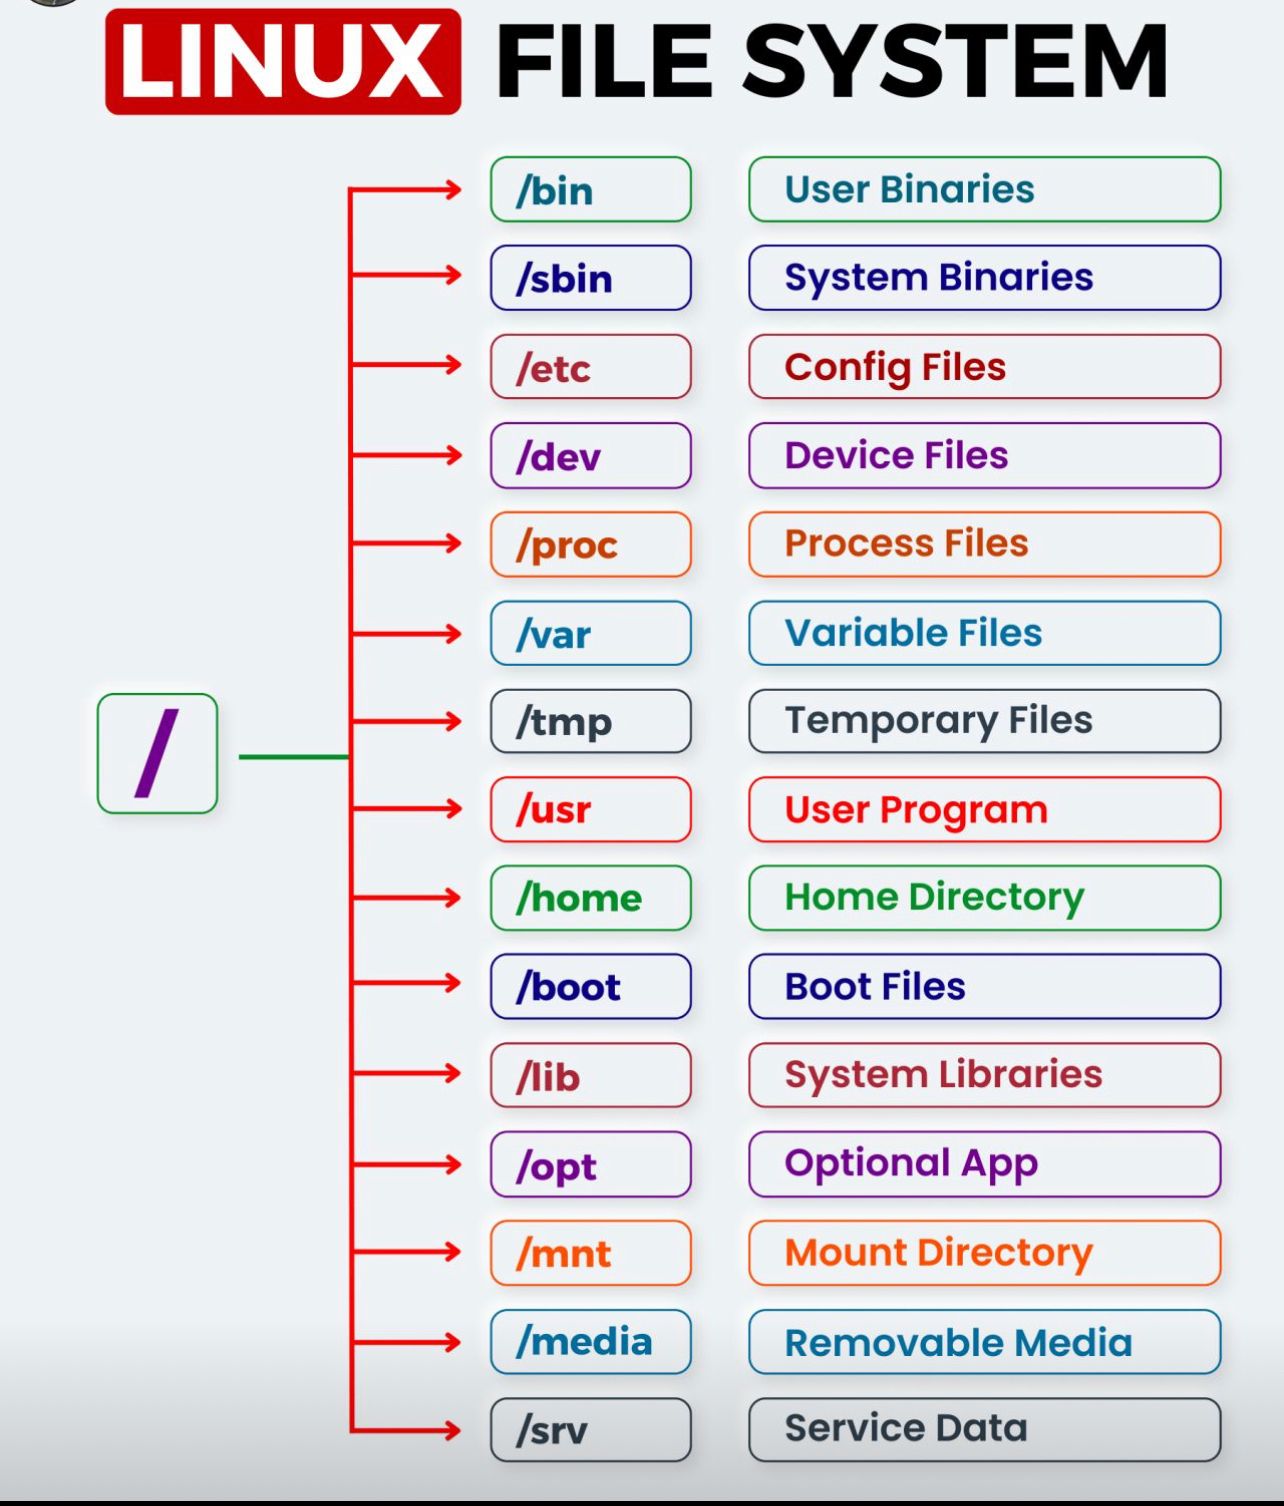 LINUX FILE SYSTEM
/bin User Binaries
/sbin System Binaries
/etc Config Files
/dev Device Files
/proc Process Files
/var Variable Files
/tmp Temporary Files
/
/usr User Program
/home Home Directory
/boot Boot Files
/lib System Libraries
/opt Optional App
/mnt Mount Directory
/media Removable Media
/srv Service Data